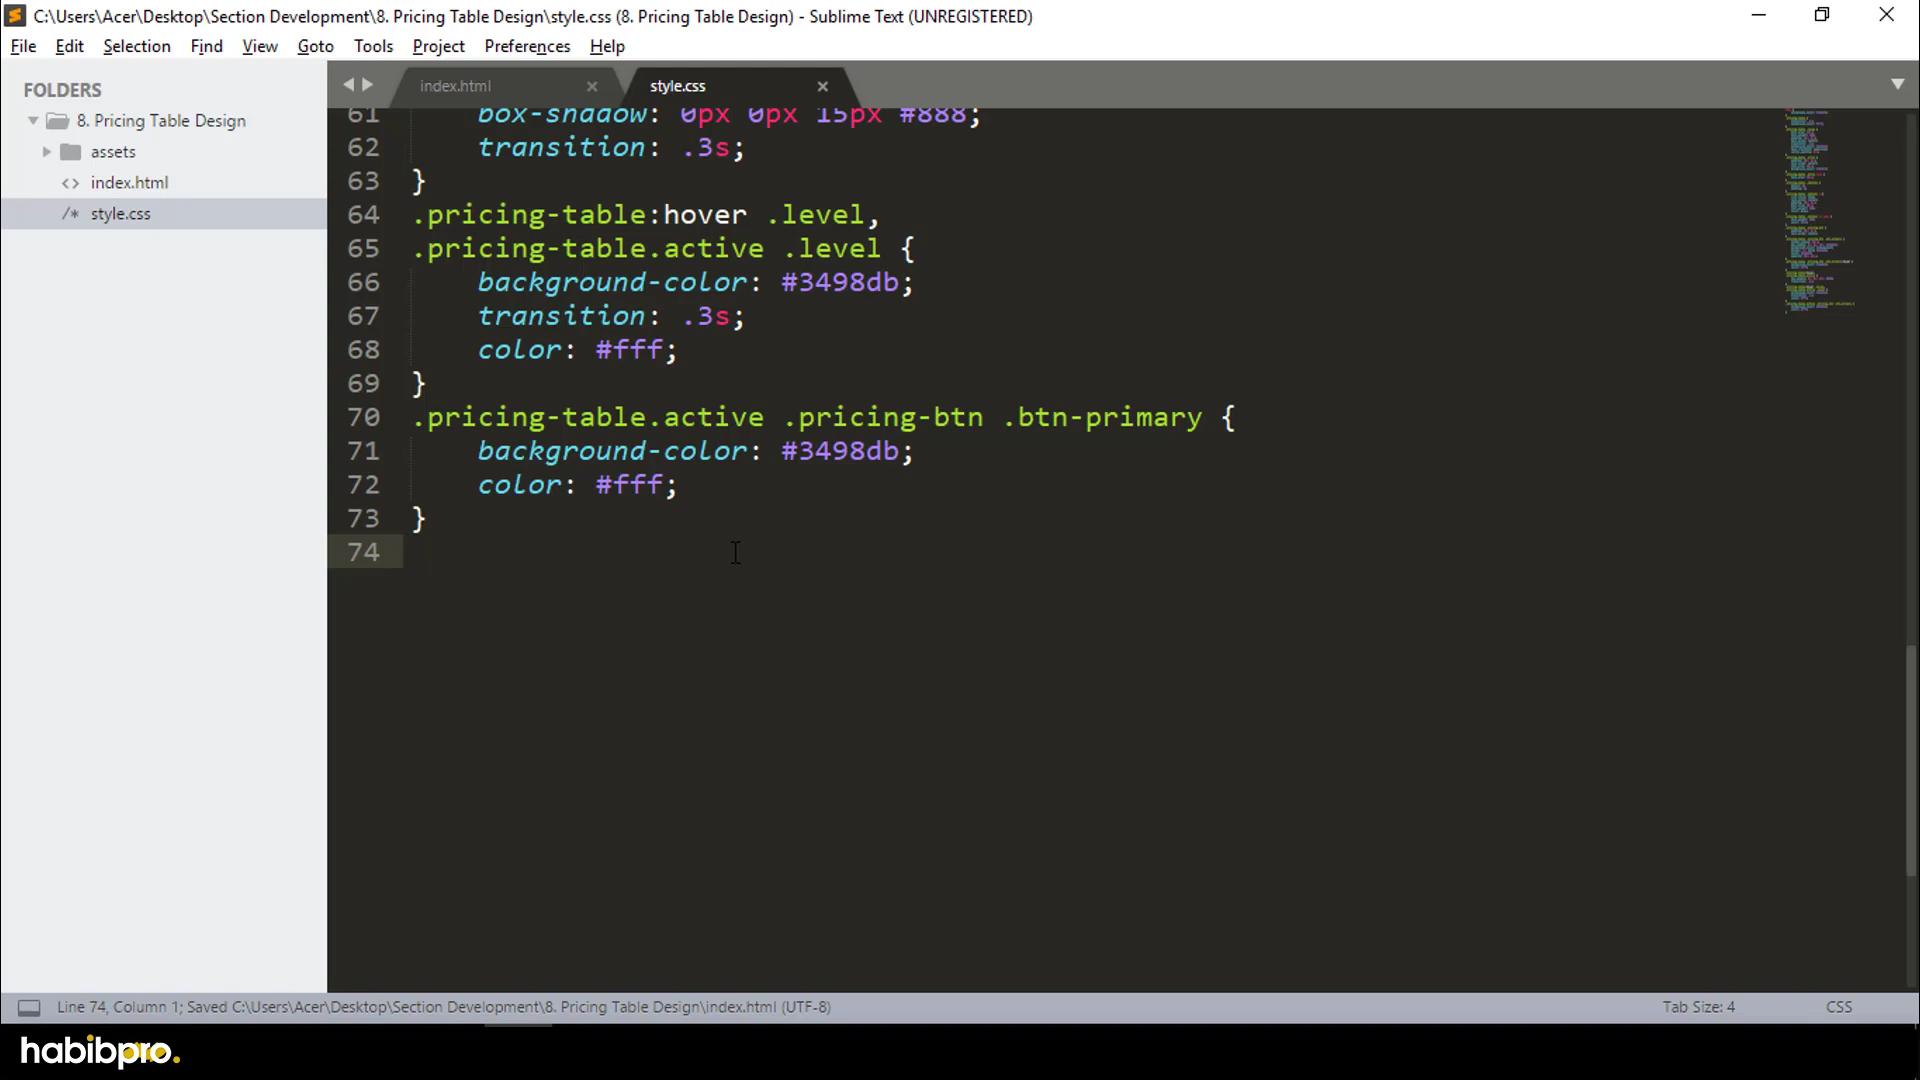 C:\Users\Acer\Desktop\Section Development\8. Pricing Table Design\style.css (8. Pricing Table Design) - Sublime Text (UNREGISTERED)
File Edit Selection Find View Goto Tools Project Preferences Help
FOLDERS
8. Pricing Table Design
assets
index.html
style.css
index.html
style.css
61 box-shadow: 0px 0px 15px #888;
62 transition: .3s;
63 }
64 .pricing-table:hover .level,
65 .pricing-table.active .level {
66 background-color: #3498db;
67 transition: .3s;
68 color: #fff;
69 }
70 .pricing-table.active .pricing-btn .btn-primary {
71 background-color: #3498db;
72 color: #fff;
73 }
74
Line 74, Column 1; Saved C:\Users\Acer\Desktop\Section Development\8. Pricing Table Design\index.html (UTF-8)
Tab Size: 4
CSS
habibpro.